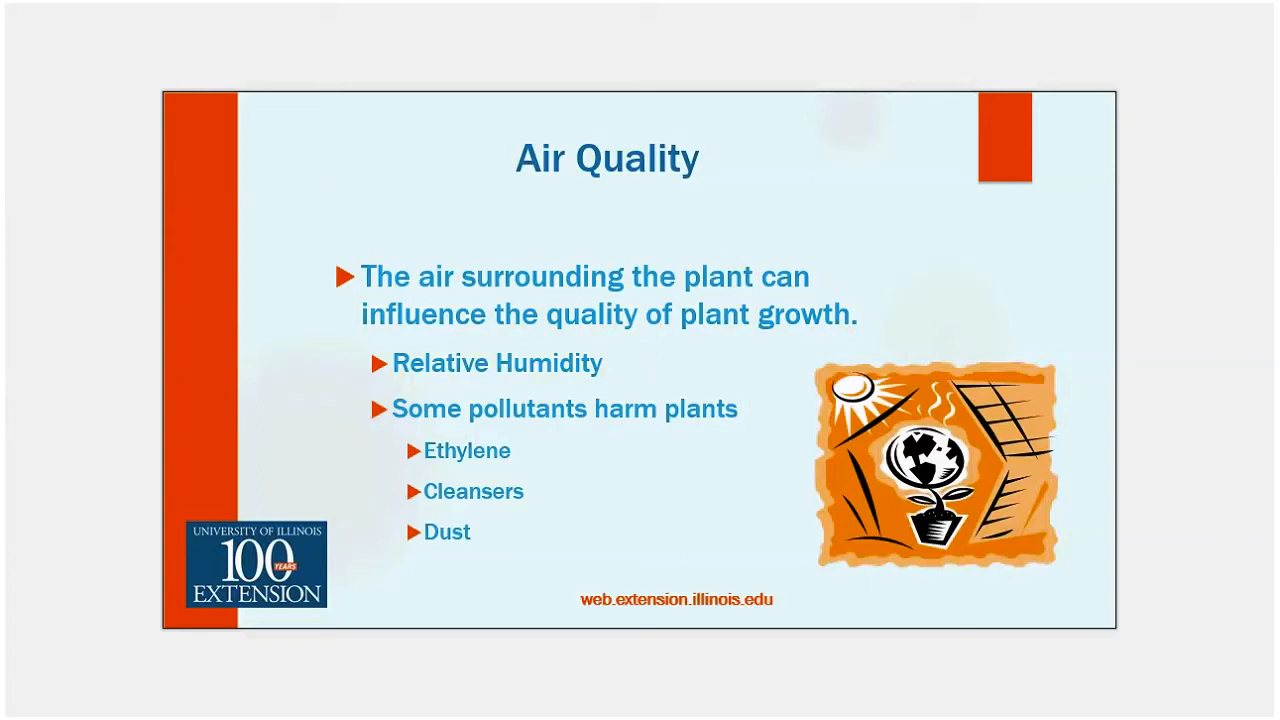 Air Quality
The air surrounding the plant can
influence the quality of plant growth.
Relative Humidity
Some pollutants harm plants
Ethylene
Cleansers
Dust
UNIVERSITY OF ILLINOIS
100 YEARS
EXTENSION
web.extension.illinois.edu